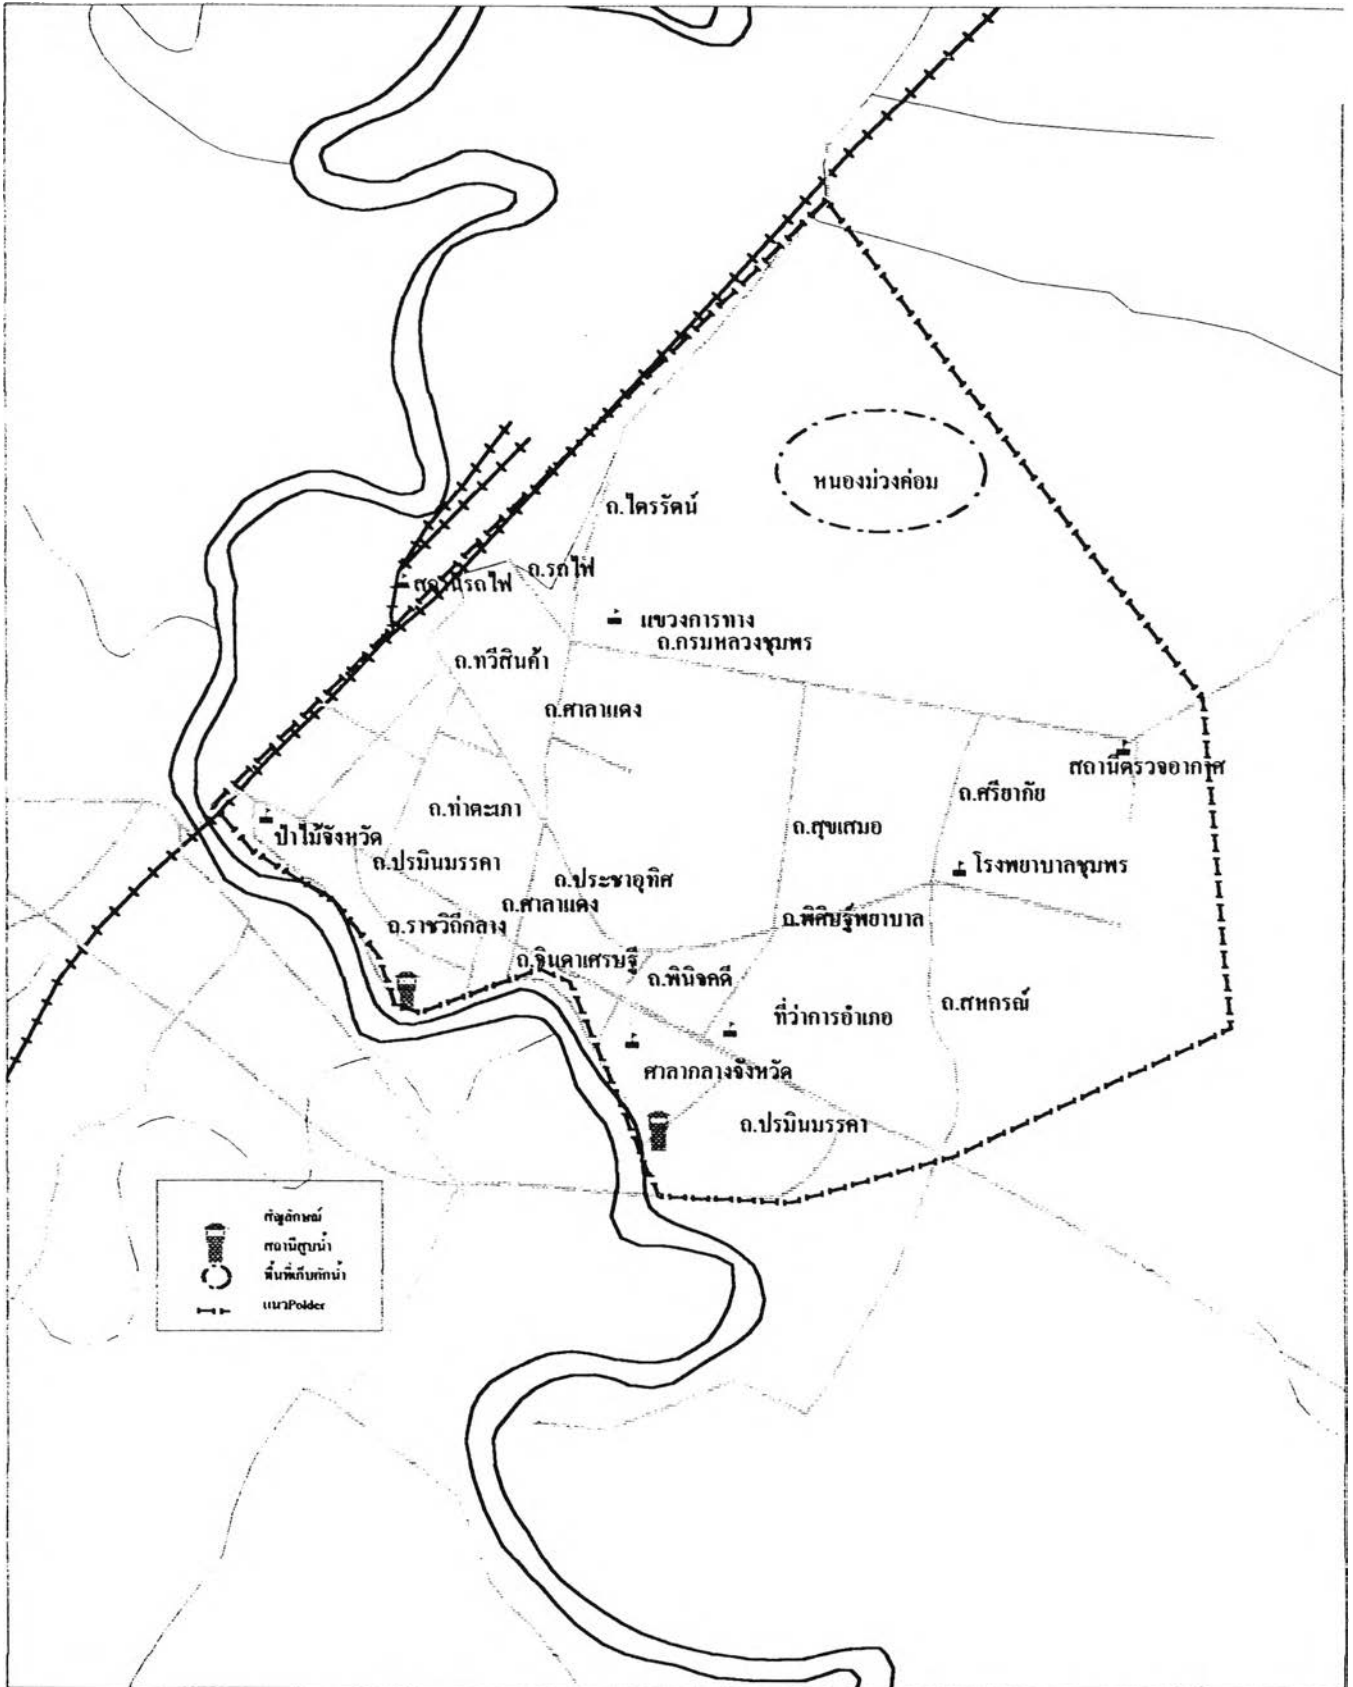 หนองม่วงค่อม
ถ.ไตรรัตน์
ถ.รถไฟ
สถานีรถไฟ
แขวงการทาง
ถ.กรมหลวงชุมพร
ถ.ทวีสินค้า
ถ.ศาลาแดง
สถานีตรวจอากาศ
ถ.ศรียาภัย
ถ.ท่าตะเภา
ถ.สุขเสมอ
ป่าไม้จังหวัด
ถ.ปรมินมรรคา
โรงพยาบาลชุมพร
ถ.ประชาอุทิศ
ถ.ศาลาแดง
ถ.ราชวิถีกลาง
ถ.พิศิษฐ์พยาบาล
ถ.จินดาเศรษฐี
ถ.พินิจคดี
ถ.สหกรณ์
ที่ว่าการอำเภอ
ศาลากลางจังหวัด
ถ.ปรมินมรรคา
สัญลักษณ์
สถานีสูบน้ำ
พื้นที่เก็บกักน้ำ
แนวPolder